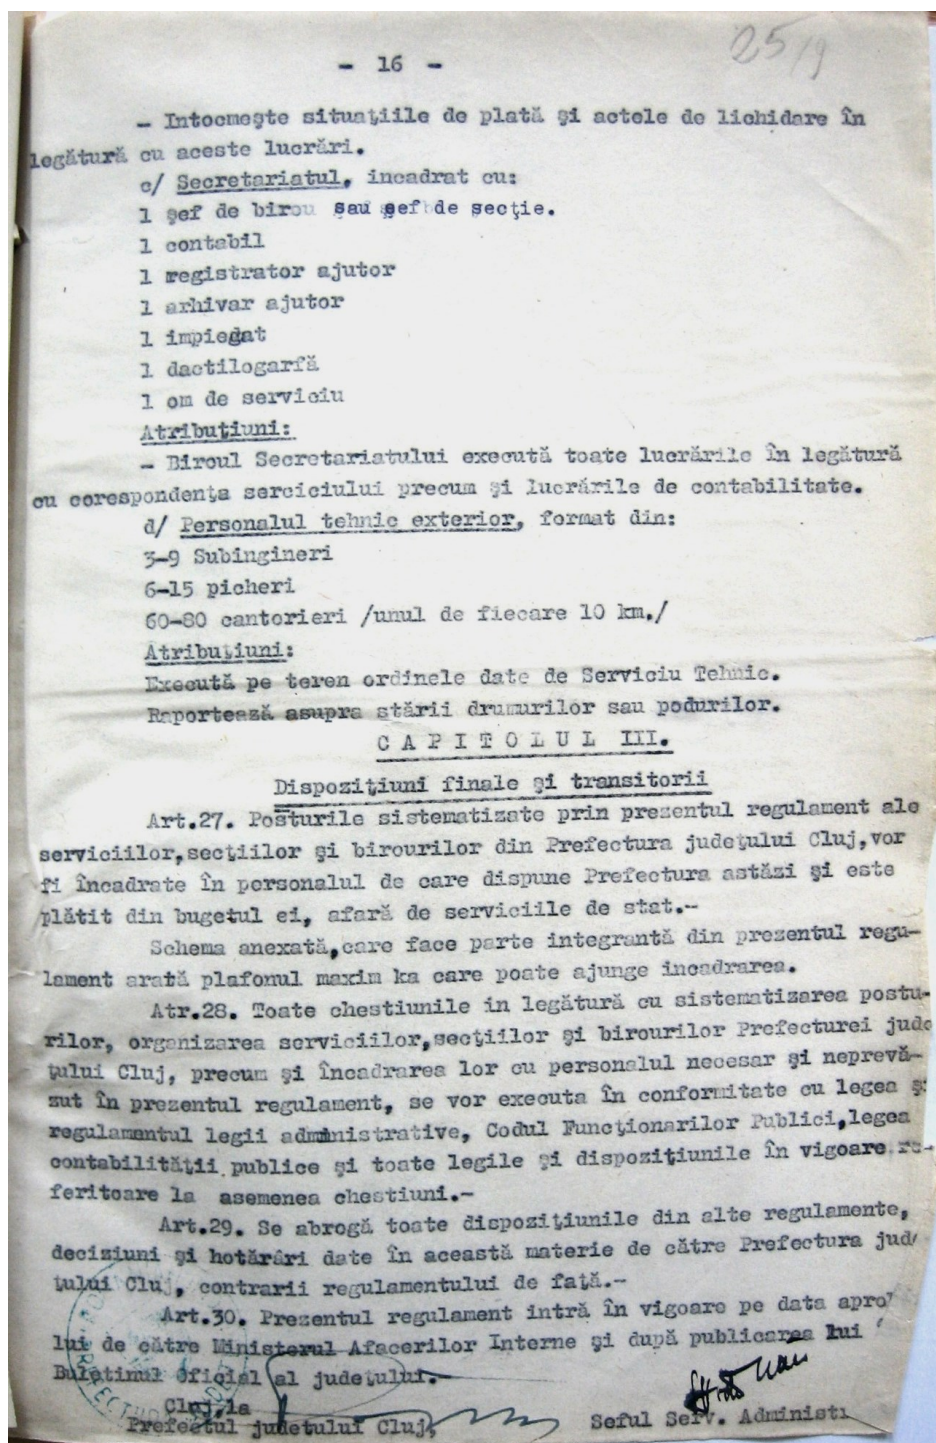 25/9
- 16 -
- Intocmeşte situaţiile de plată şi actele de lichidare în
legătură cu aceste lucrări.
c/ Secretariatul, incadrat cu:
1 şef de birou sau şef de secţie.
1 contabil
1 registrator ajutor
1 arhivar ajutor
1 impiegat
1 dactilogarfă
1 om de serviciu
Atribuţiuni:
- Biroul Secretariatului execută toate lucrările în legătură
cu corespondenţa serciciului precum şi lucrările de contabilitate.
d/ Personalul tehnic exterior, format din:
3-9 Subingineri
6-15 picheri
60-80 cantorieri /unul de fiecare 10 km./
Atribuţiuni:
Execută pe teren ordinele date de Serviciu Tehnic.
Raportează asupra stării drumurilor sau podurilor.
CAPITOLUL III.
Dispoziţiuni finale şi transitorii
Art.27. Posturile sistematizate prin prezentul regulament ale
serviciilor,secţiilor şi birourilor din Prefectura judeţului Cluj,vor
fi încadrate în personalul de care dispune Prefectura astăzi şi este
plătit din bugetul ei, afară de serviciile de stat.-
Schema anexată,care face parte integrantă din prezentul regu-
lament arată plafonul maxim ka care poate ajunge incadrarea.
Atr.28. Toate chestiunile in legătură cu sistematizarea postu-
rilor, organizarea serviciilor,secţiilor şi birourilor Prefecturei jude
ţului Cluj, precum şi încadrarea lor cu personalul necesar şi neprevă-
zut în prezentul regulament, se vor executa în conformitate cu legea şi
regulamantul legii administrative, Codul Funcţionarilor Publici,legea
contabilităţii publice şi toate legile şi dispoziţiunile în vigoare re-
feritoare la asemenea chestiuni.-
Art.29. Se abrogă toate dispoziţiunile din alte regulamente,
deciziuni şi hotărâri date în această materie de către Prefectura jude
ţului Cluj, contrarii regulamentului de faţă.-
Art.30. Prezentul regulament intră în vigoare pe data apro
lui de către Ministerul Afacerilor Interne şi după publicarea lui
Buletinul Oficial al judeţului.-
Cluj,la
Prefectul judeţului Cluj, Seful Serv. Administr